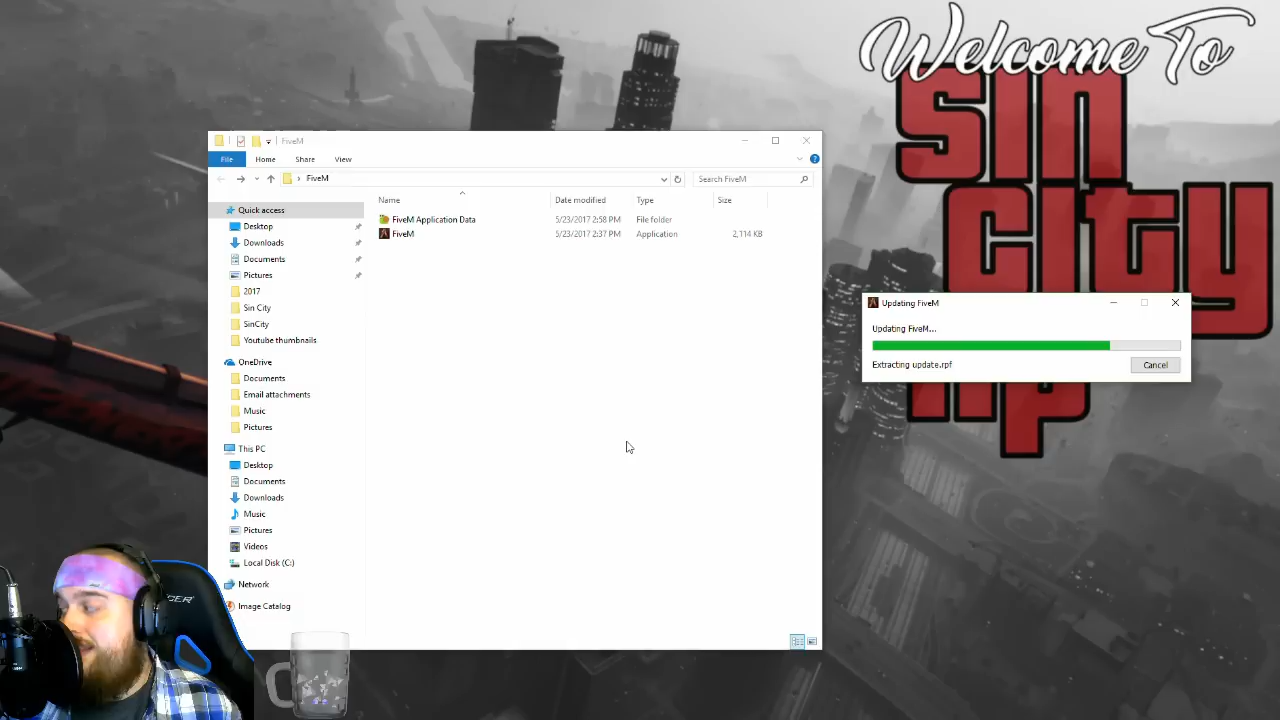 Welcome To
sin
city
rp
FiveM
File Home Share View
FiveM
Search FiveM
Name Date modified Type Size
FiveM Application Data 5/23/2017 2:58 PM File folder
FiveM 5/23/2017 2:37 PM Application 2,114 KB
Quick access
Desktop
Downloads
Documents
Pictures
2017
Sin City
SinCity
Youtube thumbnails
OneDrive
Documents
Email attachments
Music
Pictures
This PC
Desktop
Documents
Downloads
Music
Pictures
Videos
Local Disk (C:)
Network
Image Catalog
Updating FiveM
Updating FiveM...
Extracting update.rpf
Cancel